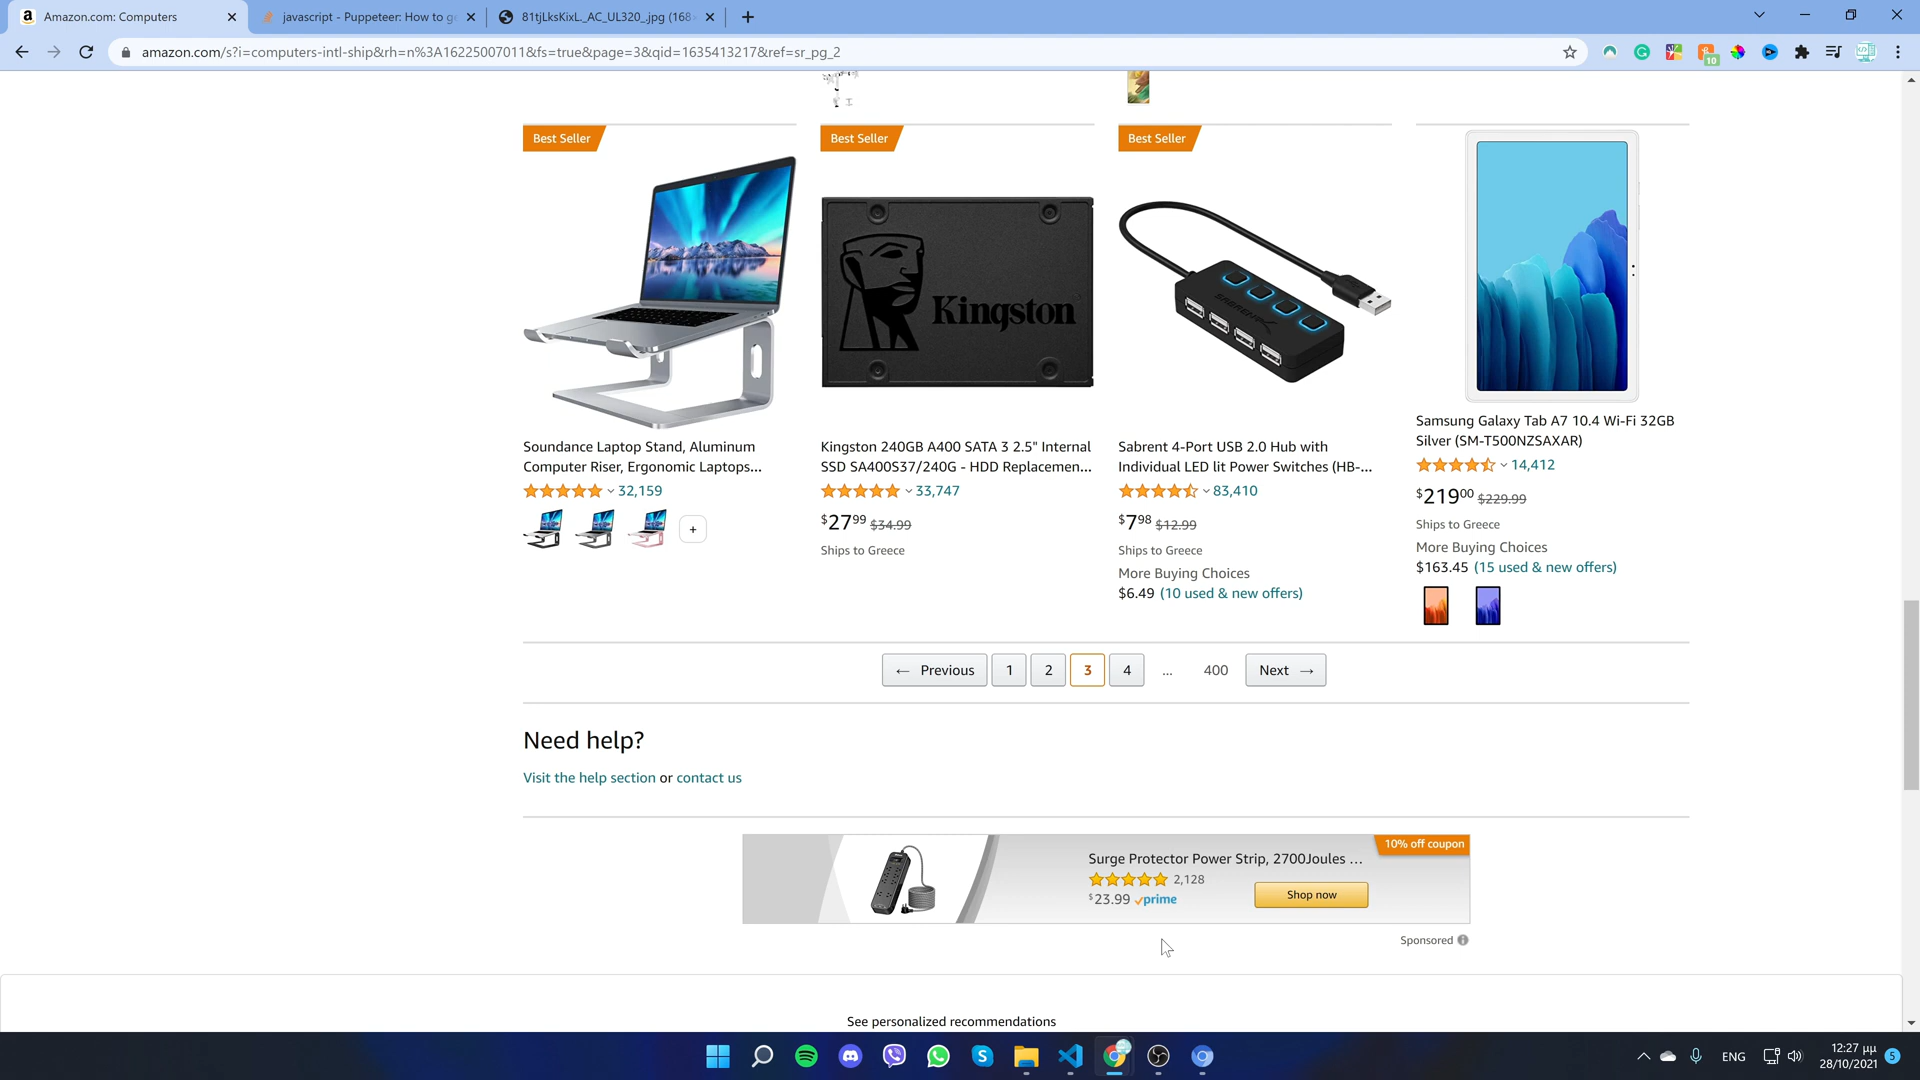 Amazon.com: Computers
javascript - Puppeteer: How to ge
81tjLksKixL._AC_UL320_.jpg (168×
amazon.com/s?i=computers-intl-ship&rh=n%3A16225007011&fs=true&page=3&qid=1635413217&ref=sr_pg_2
10
Best Seller
Best Seller
Best Seller
Kingston
Soundance Laptop Stand, Aluminum
Computer Riser, Ergonomic Laptops...
32,159
+
Kingston 240GB A400 SATA 3 2.5" Internal
SSD SA400S37/240G - HDD Replacemen...
33,747
$27 99 $34.99
Ships to Greece
SABRENT
Sabrent 4-Port USB 2.0 Hub with
Individual LED lit Power Switches (HB-...
83,410
$7 98 $12.99
Ships to Greece
More Buying Choices
$6.49 (10 used & new offers)
Samsung Galaxy Tab A7 10.4 Wi-Fi 32GB
Silver (SM-T500NZSAXAR)
14,412
$219 00 $229.99
Ships to Greece
More Buying Choices
$163.45 (15 used & new offers)
← Previous 1 2 3 4 ... 400 Next →
Need help?
Visit the help section or contact us
10% off coupon
Surge Protector Power Strip, 2700Joules ...
2,128
$23.99 prime
Shop now
Sponsored
See personalized recommendations
ENG
12:27 μμ
28/10/2021
5